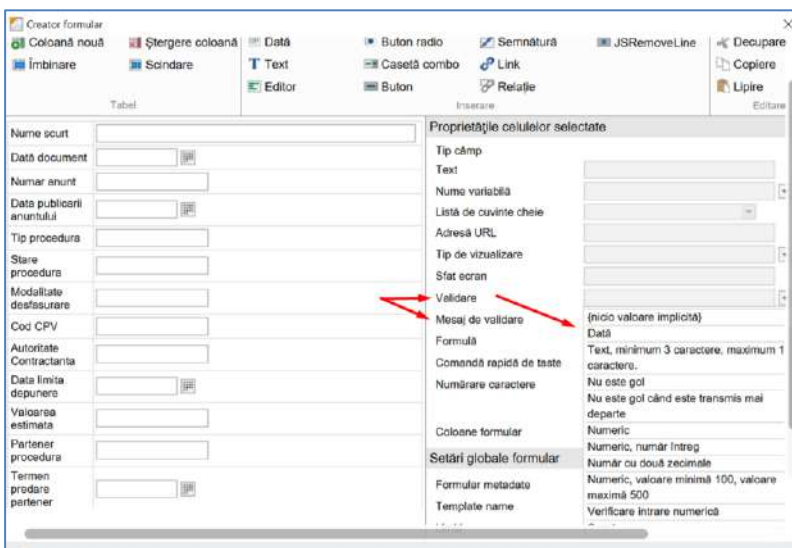 Creator formular
Coloană nouă
Ștergere coloană
Dată
Buton radio
Semnătură
JSRemoveLine
Decupare
Îmbinare
Scindare
Text
Casetă combo
Link
Copiere
Editor
Buton
Relație
Lipire
Tabel
Inserare
Editare
Nume scurt
Dată document
Numar anunt
Data publicarii
anuntului
Tip procedura
Stare
procedura
Modalitate
desfasurare
Cod CPV
Autoritate
Contractanta
Data limita
depunere
Valoarea
estimata
Partener
procedura
Termen
predare
partener
Proprietățile celulelor selectate
Tip câmp
Text
Nume variabilă
Listă de cuvinte cheie
Adresă URL
Tip de vizualizare
Sfat ecran
Validare
Mesaj de validare
Formulă
Comandă rapidă de taste
Numărare caractere
Coloane formular
Setări globale formular
Formular metadate
Template name
(nicio valoare implicită)
Dată
Text, minimum 3 caractere, maximum 1
caractere.
Nu este gol
Nu este gol când este transmis mai
departe
Numeric
Numeric, număr întreg
Număr cu două zecimale
Numeric, valoare minimă 100, valoare
maximă 500
Verificare intrare numerică